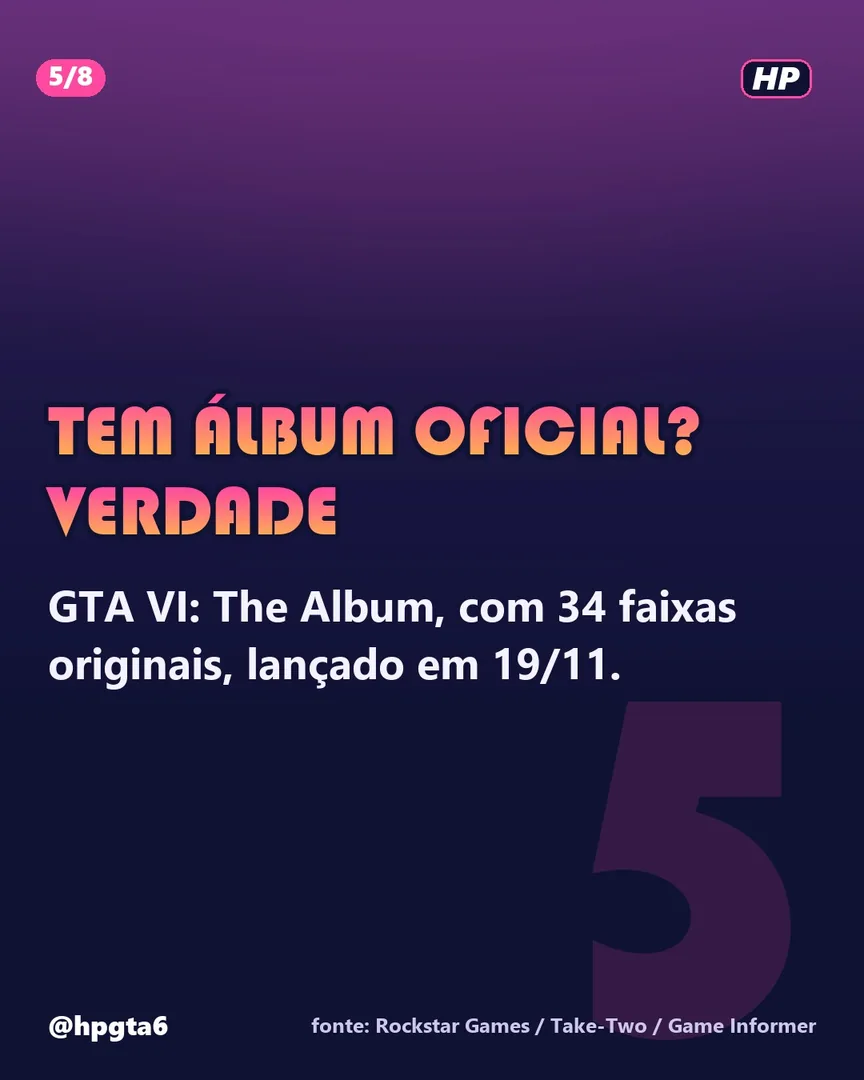 5/8
HP
TEM ÁLBUM OFICIAL?
VERDADE
GTA VI: The Album, com 34 faixas
originais, lançado em 19/11.
5
@hpgta6
fonte: Rockstar Games / Take-Two / Game Informer